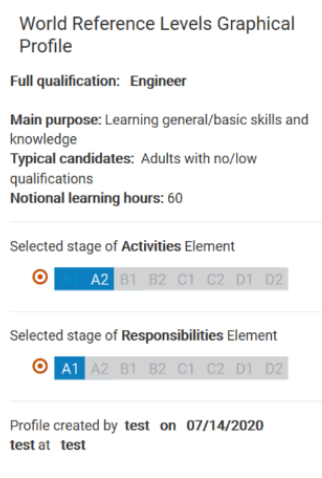 World Reference Levels Graphical
Profile
Full qualification: Engineer
Main purpose: Learning general/basic skills and
knowledge
Typical candidates: Adults with no/low
qualifications
Notional learning hours: 60
Selected stage of Activities Element
A1 A2 B1 B2 C1 C2 D1 D2
Selected stage of Responsibilities Element
A1 A2 B1 B2 C1 C2 D1 D2
Profile created by test on 07/14/2020
test at test